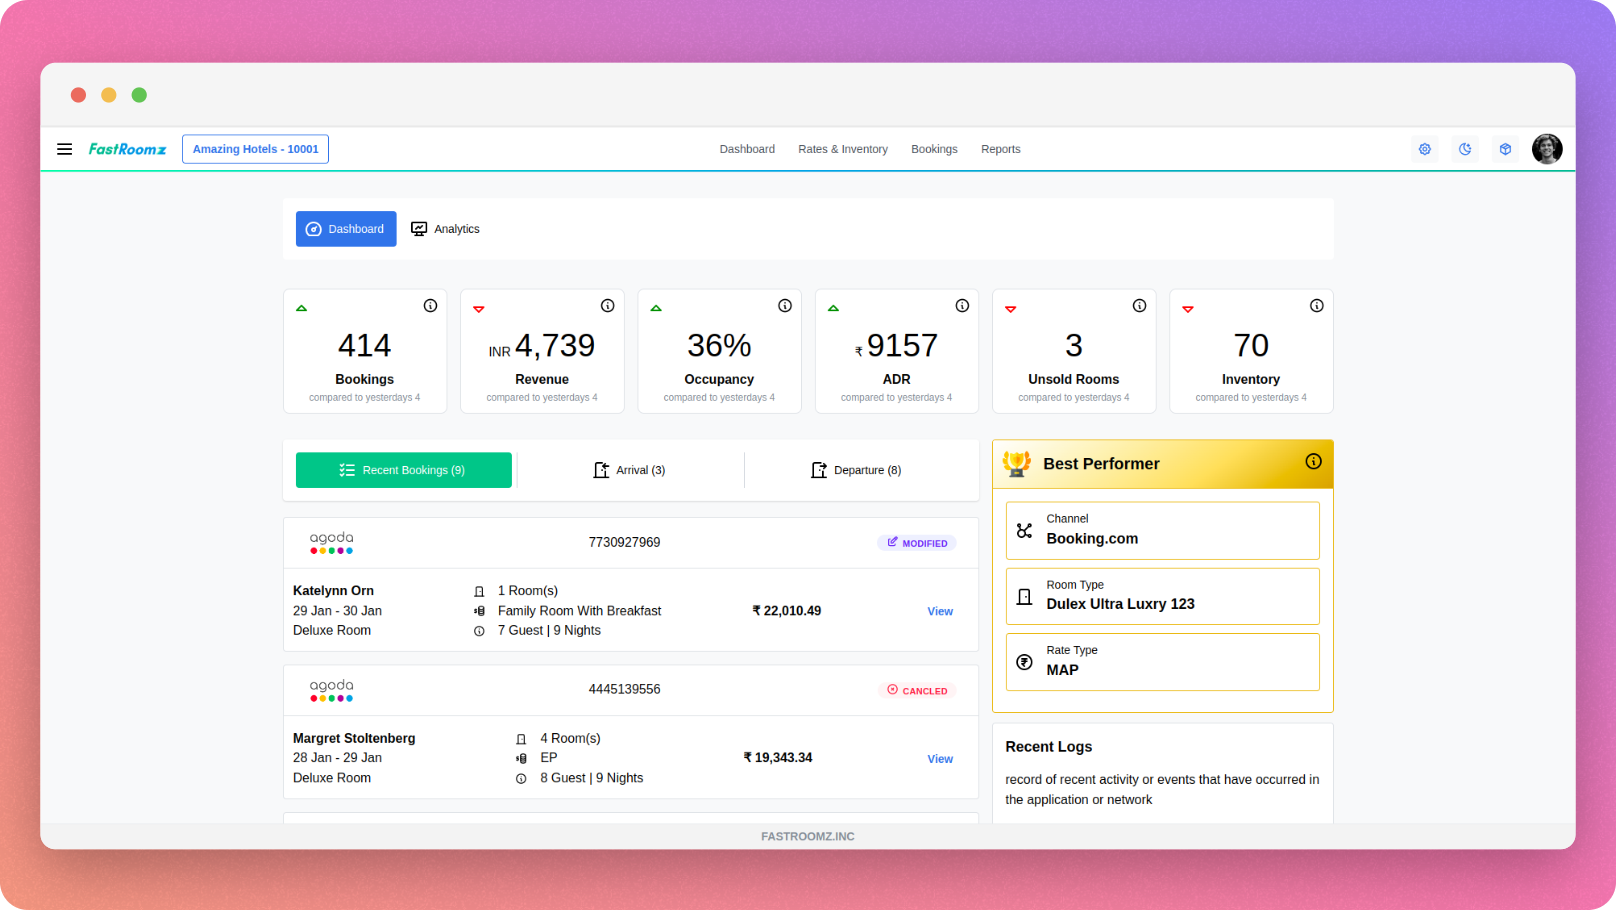 FastRoomz
Amazing Hotels - 10001
Dashboard
Rates & Inventory
Bookings
Reports
Dashboard
Analytics
414
Bookings
compared to yesterdays 4
INR 4,739
Revenue
compared to yesterdays 4
36%
Occupancy
compared to yesterdays 4
₹ 9157
ADR
compared to yesterdays 4
3
Unsold Rooms
compared to yesterdays 4
70
Inventory
compared to yesterdays 4
Recent Bookings (9)
Arrival (3)
Departure (8)
agoda
7730927969
MODIFIED
Katelynn Orn
29 Jan - 30 Jan
Deluxe Room
1 Room(s)
Family Room With Breakfast
7 Guest | 9 Nights
₹ 22,010.49
View
agoda
4445139556
CANCLED
Margret Stoltenberg
28 Jan - 29 Jan
Deluxe Room
4 Room(s)
EP
8 Guest | 9 Nights
₹ 19,343.34
View
Best Performer
Channel
Booking.com
Room Type
Dulex Ultra Luxry 123
Rate Type
MAP
Recent Logs
record of recent activity or events that have occurred in
the application or network
FASTROOMZ.INC